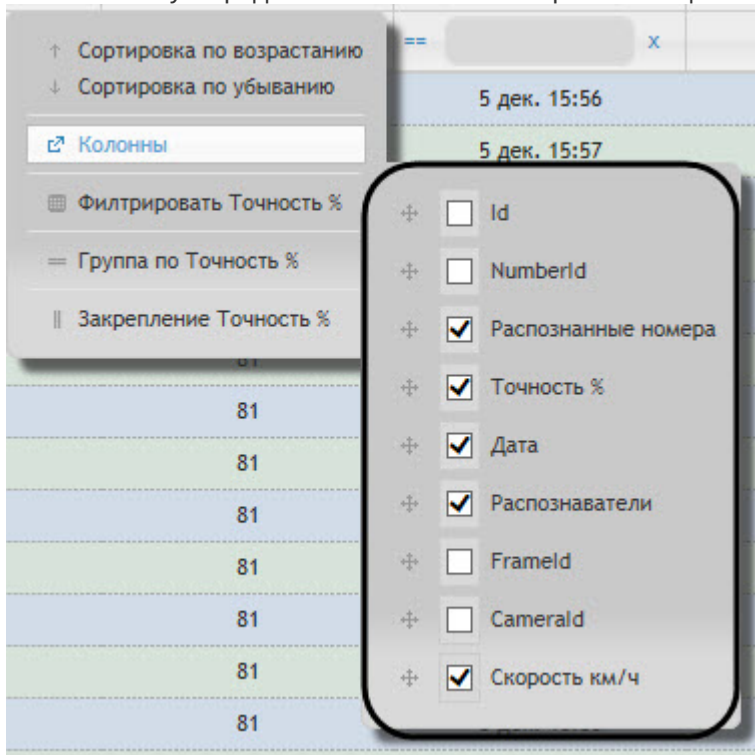 Сортировка по возрастанию
Сортировка по убыванию
Колонны
Филтрировать Точность %
Группа по Точность %
Закрепление Точность %
== x
5 дек. 15:56
5 дек. 15:57
Id
NumberId
Распознанные номера
Точность %
Дата
Распознаватели
FrameId
CameraId
Скорость км/ч
81
81
81
81
81
81
81
81